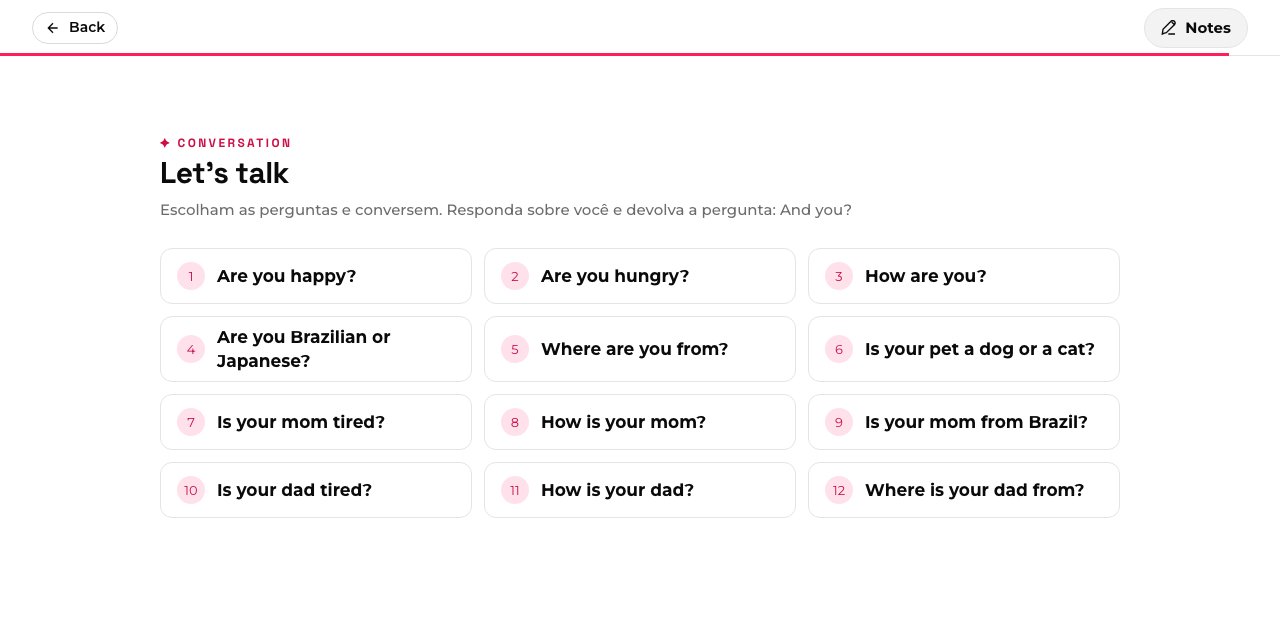 Back
Notes
CONVERSATION
Let's talk
Escolham as perguntas e conversem. Responda sobre você e devolva a pergunta: And you?
1 Are you happy?
2 Are you hungry?
3 How are you?
4 Are you Brazilian or
Japanese?
5 Where are you from?
6 Is your pet a dog or a cat?
7 Is your mom tired?
8 How is your mom?
9 Is your mom from Brazil?
10 Is your dad tired?
11 How is your dad?
12 Where is your dad from?